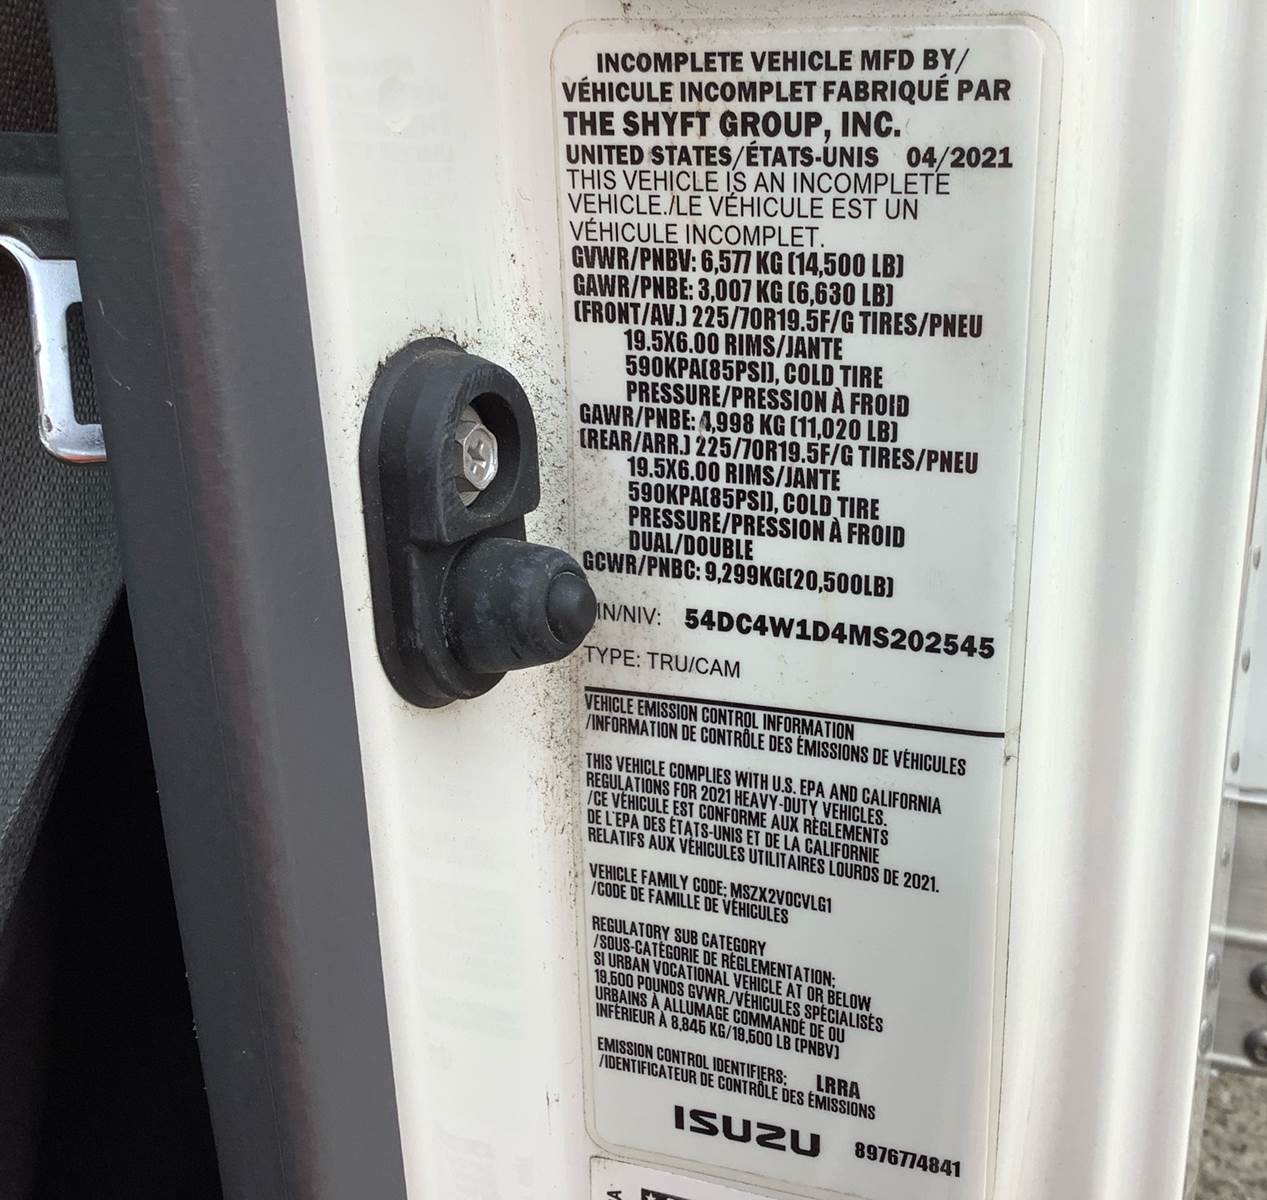 INCOMPLETE VEHICLE MFD BY/
VÉHICULE INCOMPLET FABRIQUÉ PAR
THE SHYFT GROUP, INC.
UNITED STATES/ÉTATS-UNIS 04/2021
THIS VEHICLE IS AN INCOMPLETE
VEHICLE./LE VÉHICULE EST UN
VÉHICULE INCOMPLET.
GVWR/PNBV: 6,577 KG (14,500 LB)
GAWR/PNBE: 3,007 KG (6,630 LB)
(FRONT/AV.) 225/70R19.5F/G TIRES/PNEU
19.5X6.00 RIMS/JANTE
590KPA(85PSI), COLD TIRE
PRESSURE/PRESSION À FROID
GAWR/PNBE: 4,998 KG (11,020 LB)
(REAR/ARR.) 225/70R19.5F/G TIRES/PNEU
19.5X6.00 RIMS/JANTE
590KPA(85PSI), COLD TIRE
PRESSURE/PRESSION À FROID
DUAL/DOUBLE
GCWR/PNBC: 9,299KG(20,500LB)
IN/NIV: 54DC4W1D4MS202545
TYPE: TRU/CAM
VEHICLE EMISSION CONTROL INFORMATION
/INFORMATION DE CONTRÔLE DES ÉMISSIONS DE VÉHICULES
THIS VEHICLE COMPLIES WITH U.S. EPA AND CALIFORNIA
REGULATIONS FOR 2021 HEAVY-DUTY VEHICLES.
/CE VÉHICULE EST CONFORME AUX RÈGLEMENTS
DE L'EPA DES ÉTATS-UNIS ET DE LA CALIFORNIE
RELATIFS AUX VÉHICULES UTILITAIRES LOURDS DE 2021.
VEHICLE FAMILY CODE: MSZX2VOCVLG1
/CODE DE FAMILLE DE VÉHICULES
REGULATORY SUB CATEGORY
/SOUS-CATÉGORIE DE RÉGLEMENTATION:
SI URBAN VOCATIONAL VEHICLE AT OR BELOW
19,500 POUNDS GVWR./VÉHICULES SPÉCIALISÉS
URBAINS À ALLUMAGE COMMANDÉ DE OU
INFÉRIEUR À 8,845 KG/19,500 LB (PNBV)
EMISSION CONTROL IDENTIFIERS: LRRA
/IDENTIFICATEUR DE CONTRÔLE DES ÉMISSIONS
ISUZU 8976774841